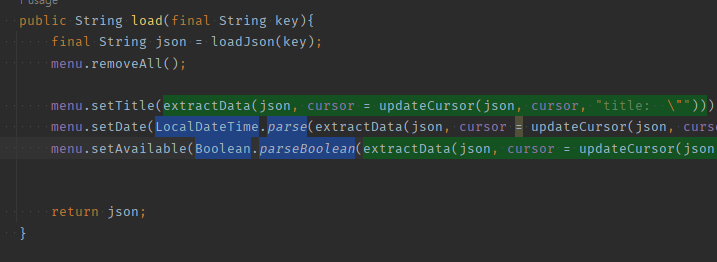 1 usage
public String load(final String key){
final String json = loadJson(key);
menu.removeAll();
menu.setTitle(extractData(json, cursor = updateCursor(json, cursor, "title:  \"")))
menu.setDate(LocalDateTime.parse(extractData(json, cursor = updateCursor(json, curs
menu.setAvailable(Boolean.parseBoolean(extractData(json, cursor = updateCursor(json
return json;
}